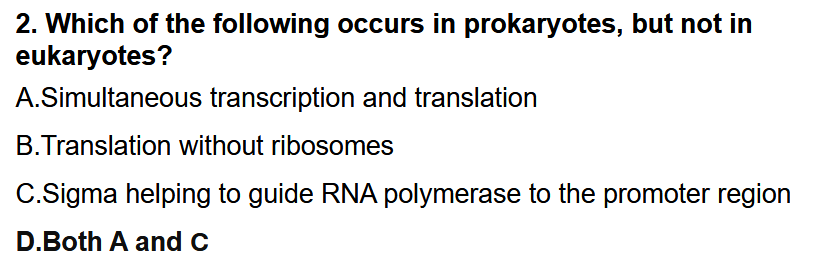 2. Which of the following occurs in prokaryotes, but not in
eukaryotes?
A.Simultaneous transcription and translation
B.Translation without ribosomes
C.Sigma helping to guide RNA polymerase to the promoter region
D.Both A and C